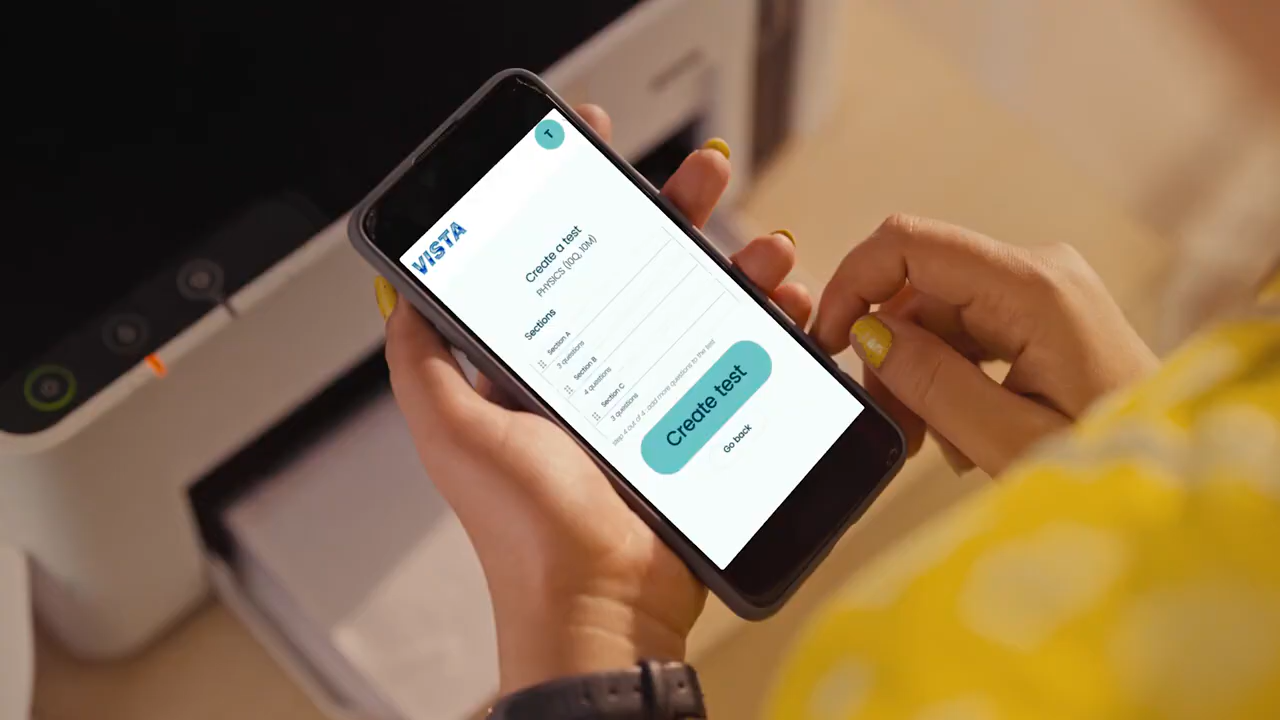 T
VISTA
Create a test
PHYSICS (10Q, 10M)
Sections
Section A
3 questions
Section B
4 questions
Section C
3 questions
step 4 out of 4. add more questions to the test
Create test
Go back